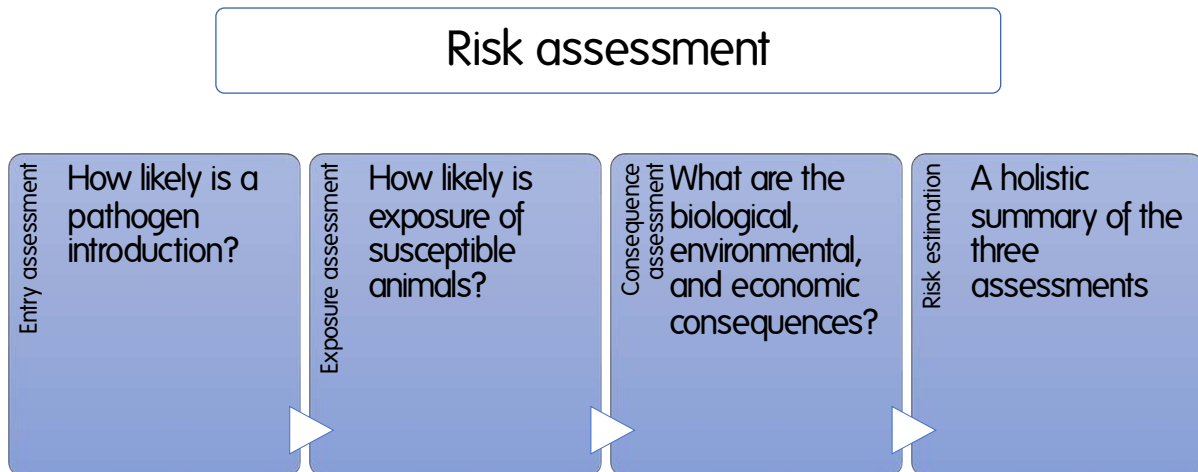 Risk assessment
Entry assessment
How likely is a
pathogen
introduction?
Exposure assessment
How likely is
exposure of
susceptible
animals?
Consequence
assessment
What are the
biological,
environmental,
and economic
consequences?
Risk estimation
A holistic
summary of the
three
assessments